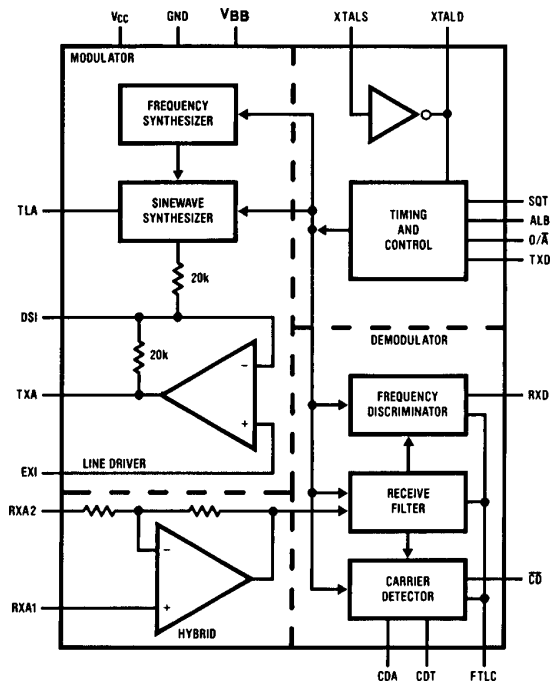 VCC GND VBB XTALS XTALD
MODULATOR
FREQUENCY
SYNTHESIZER
SINEWAVE
SYNTHESIZER
TIMING
AND
CONTROL
TLA
SQT
ALB
O/A̅
TXD
20k
DSI
20k
DEMODULATOR
TXA
FREQUENCY
DISCRIMINATOR
RXD
EXI
LINE DRIVER
RXA2
RECEIVE
FILTER
CARRIER
DETECTOR
C̅D̅
RXA1
HYBRID
CDA CDT FTLC
- +
- +